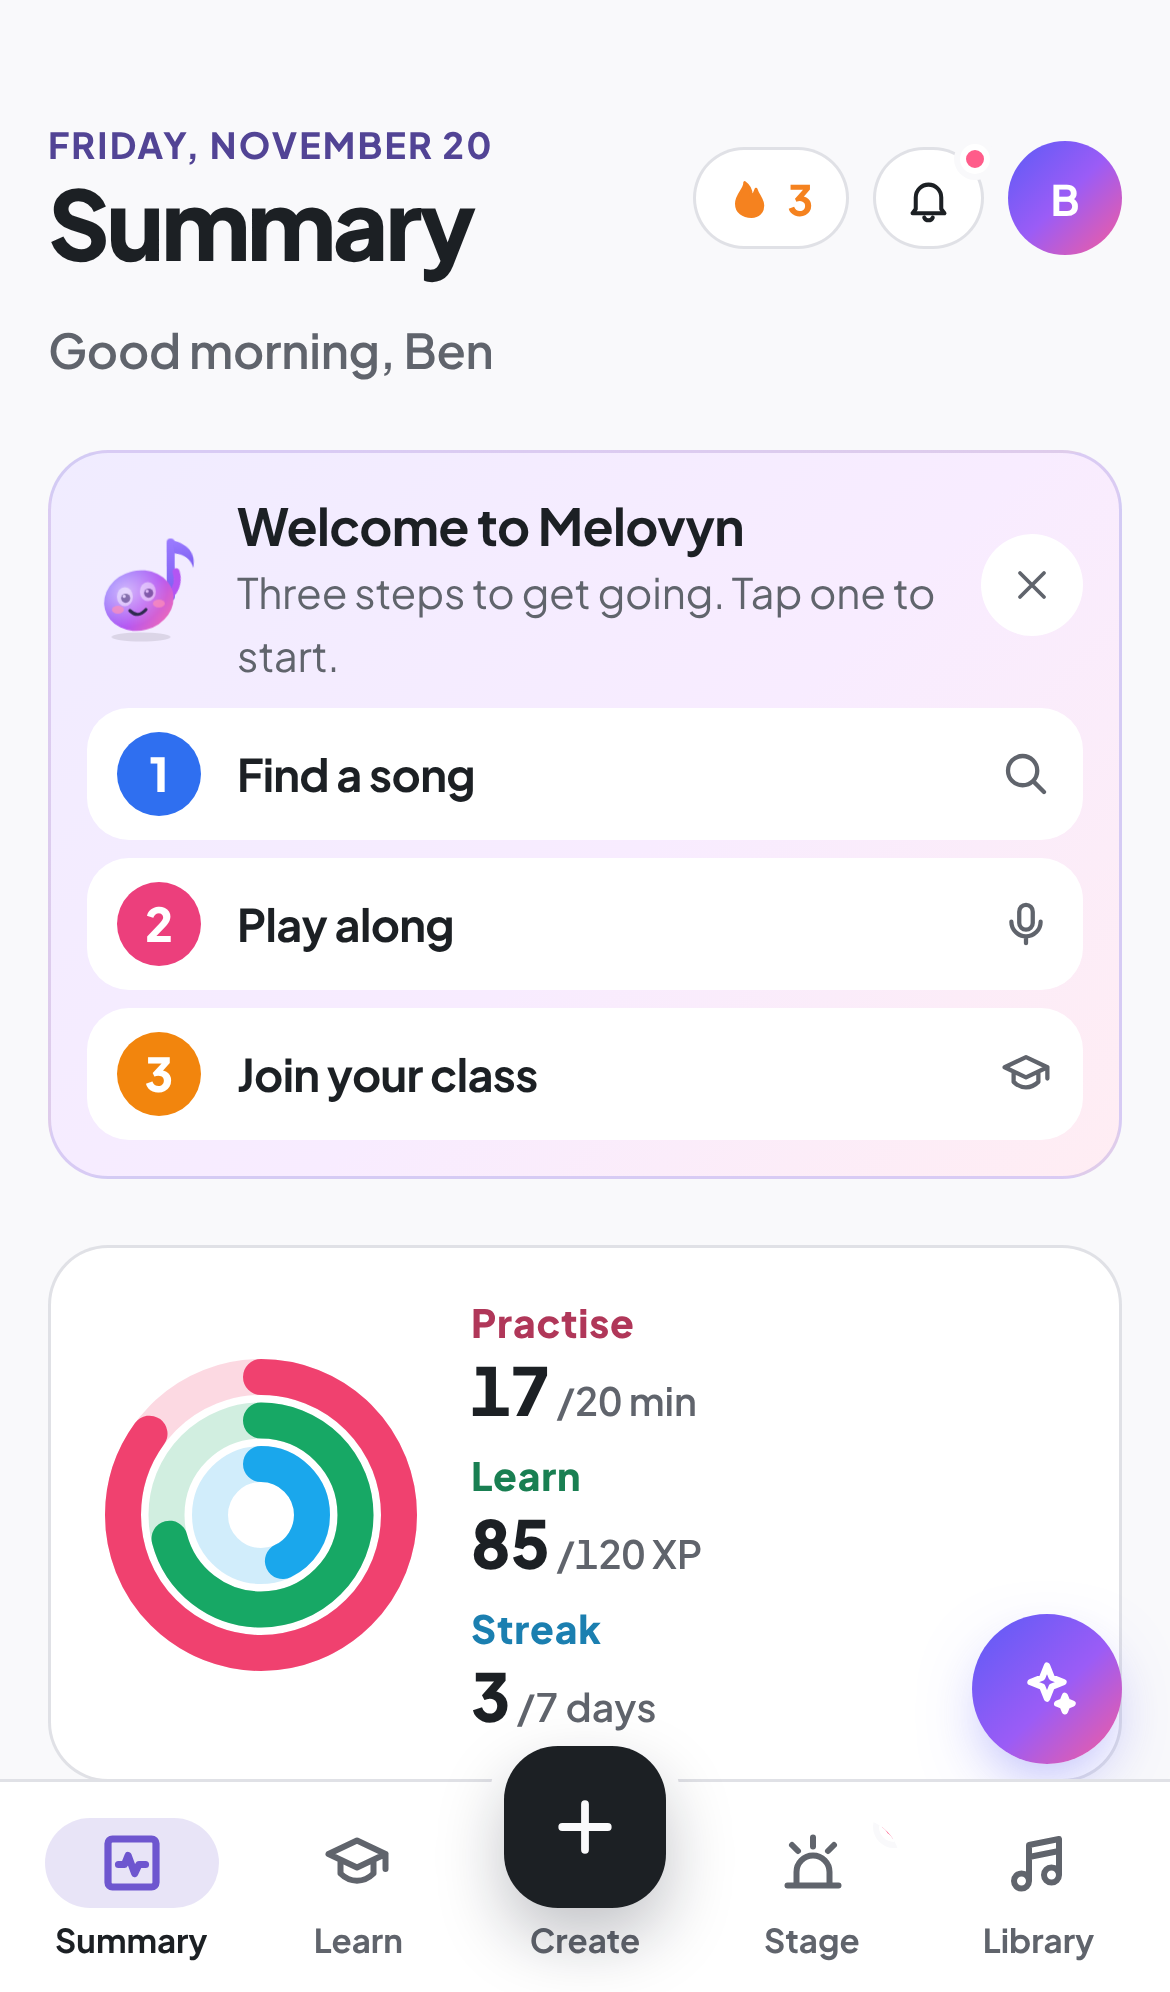 FRIDAY, NOVEMBER 20
Summary
3
B
Good morning, Ben
Welcome to Melovyn
Three steps to get going. Tap one to
start.
1 Find a song
2 Play along
3 Join your class
Practise
17 /20 min
Learn
85 /120 XP
Streak
3 /7 days
Summary
Learn
Create
Stage
Library